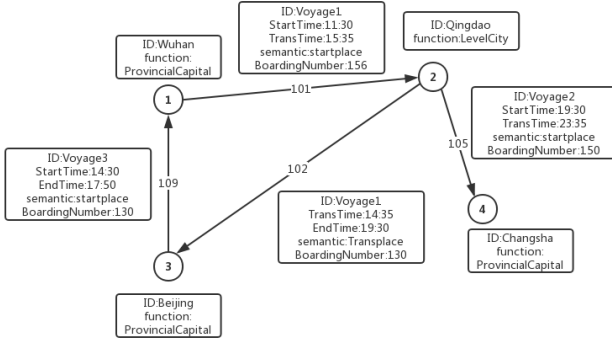 ID:Voyage1
StartTime:11:30
TransTime:15:35
semantic:startplace
BoardingNumber:156
ID:Wuhan
function:
ProvincialCapital
ID:Qingdao
function:LevelCity
1
101
2
ID:Voyage2
StartTime:19:30
TransTime:23:35
semantic:startplace
BoardingNumber:150
105
ID:Voyage3
StartTime:14:30
EndTime:17:50
semantic:startplace
BoardingNumber:130
109
102
ID:Voyage1
TransTime:14:35
EndTime:19:30
semantic:Transplace
BoardingNumber:130
4
ID:Changsha
function:
ProvincialCapital
3
ID:Beijing
function:
ProvincialCapital